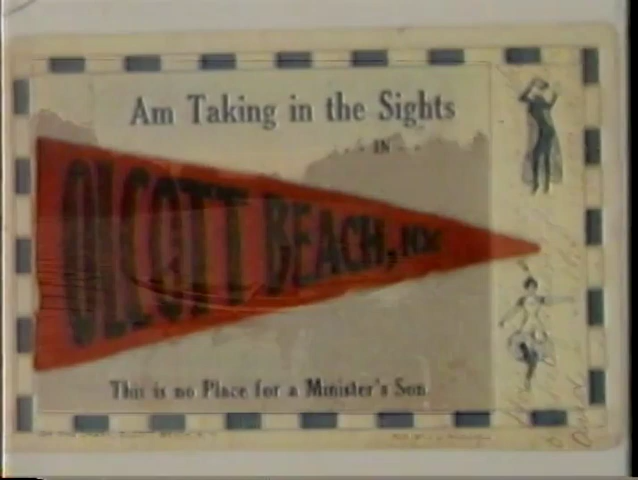 Am Taking in the Sights
IN
OLCOTT BEACH, N.Y.
This is no Place for a Minister's Son